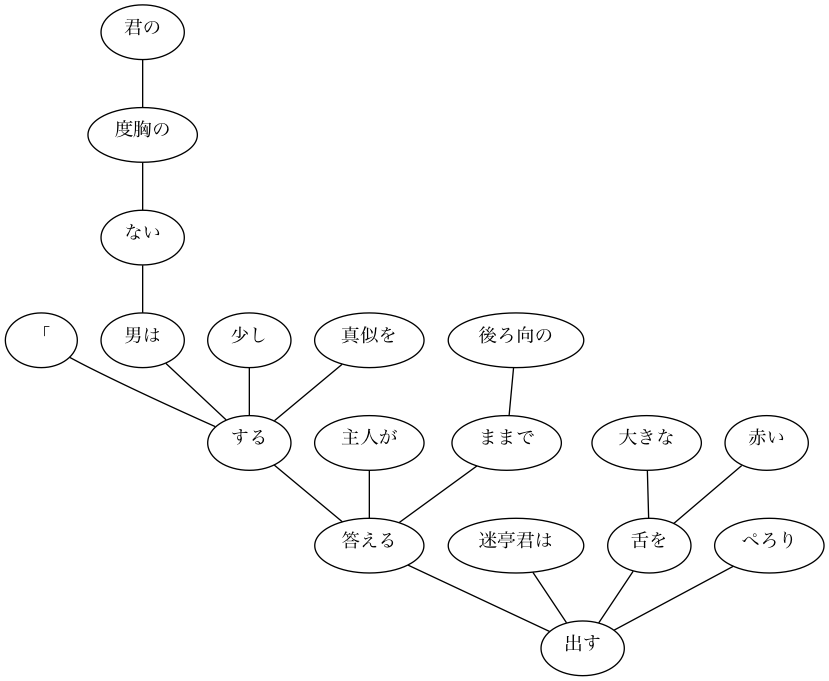 君の
度胸の
ない
「 男は 少し 真似を 後ろ向の
する 主人が ままで 大きな 赤い
答える 迷亭君は 舌を ぺろり
出す